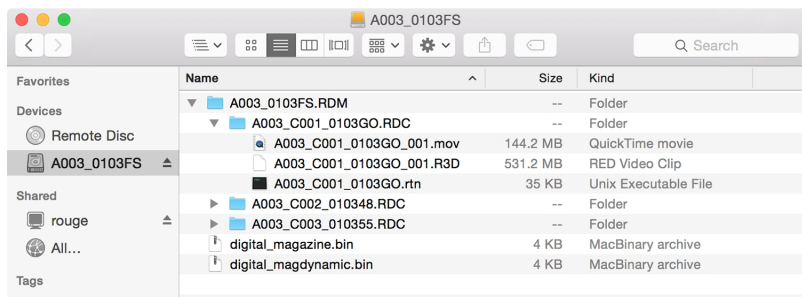 A003_0103FS
Search
Favorites
Devices
Remote Disc
A003_0103FS
Shared
rouge
All...
Tags
Name Size Kind
A003_0103FS.RDM -- Folder
A003_C001_0103GO.RDC -- Folder
A003_C001_0103GO_001.mov 144.2 MB QuickTime movie
A003_C001_0103GO_001.R3D 531.2 MB RED Video Clip
A003_C001_0103GO.rtn 35 KB Unix Executable File
A003_C002_010348.RDC -- Folder
A003_C003_010355.RDC -- Folder
digital_magazine.bin 4 KB MacBinary archive
digital_magdynamic.bin 4 KB MacBinary archive